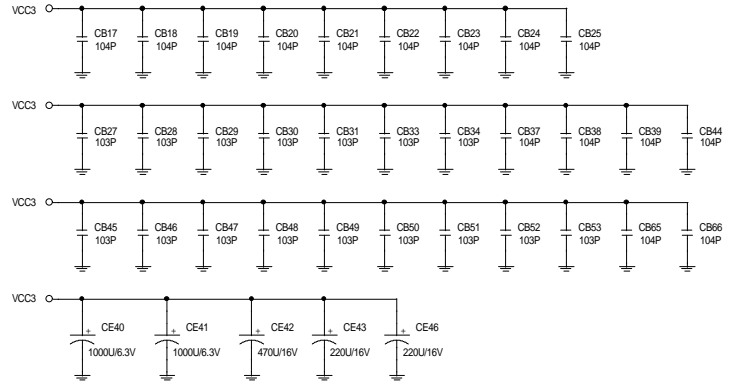 VCC3 CB17 CB18 CB19 CB20 CB21 CB22 CB23 CB24 CB25
104P 104P 104P 104P 104P 104P 104P 104P 104P
VCC3 CB27 CB28 CB29 CB30 CB31 CB33 CB34 CB37 CB38 CB39 CB44
103P 103P 103P 103P 103P 103P 103P 104P 104P 104P 104P
VCC3 CB45 CB46 CB47 CB48 CB49 CB50 CB51 CB52 CB53 CB65 CB66
103P 103P 103P 103P 103P 103P 103P 103P 103P 104P 104P
VCC3 + CE40 + CE41 + CE42 + CE43 + CE46
1000U/6.3V 1000U/6.3V 470U/16V 220U/16V 220U/16V